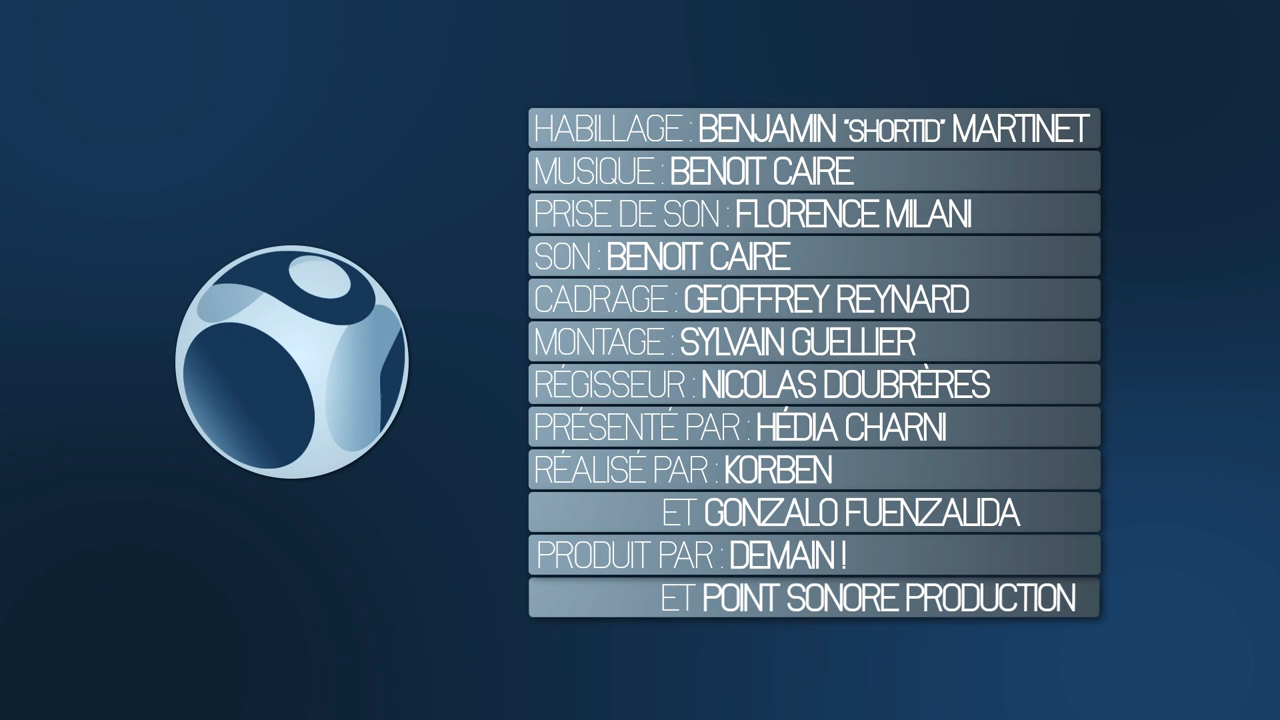 HABILLAGE : BENJAMIN "SHORTID" MARTINET
MUSIQUE : BENOIT CAIRE
PRISE DE SON : FLORENCE MILANI
SON : BENOIT CAIRE
CADRAGE : GEOFFREY REYNARD
MONTAGE : SYLVAIN GUELLIER
RÉGISSEUR : NICOLAS DOUBRÈRES
PRÉSENTÉ PAR : HÉDIA CHARNI
RÉALISÉ PAR : KORBEN
ET GONZALO FUENZALIDA
PRODUIT PAR : DEMAIN !
ET POINT SONORE PRODUCTION